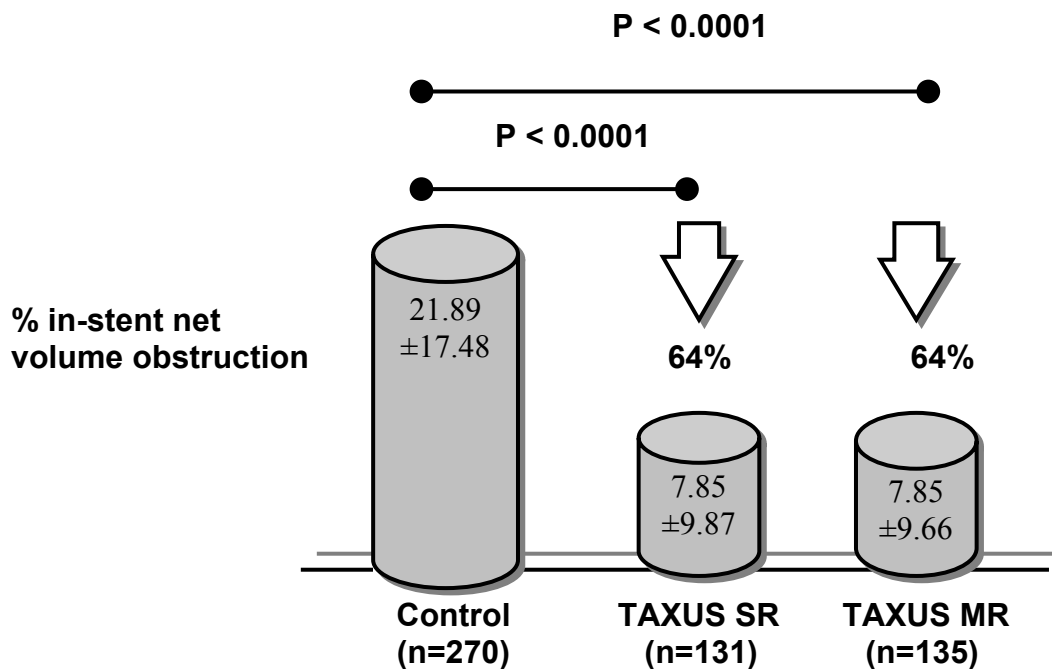 P < 0.0001
P < 0.0001
% in-stent net
volume obstruction
21.89
±17.48
64%
64%
7.85
±9.87
7.85
±9.66
Control
(n=270)
TAXUS SR
(n=131)
TAXUS MR
(n=135)